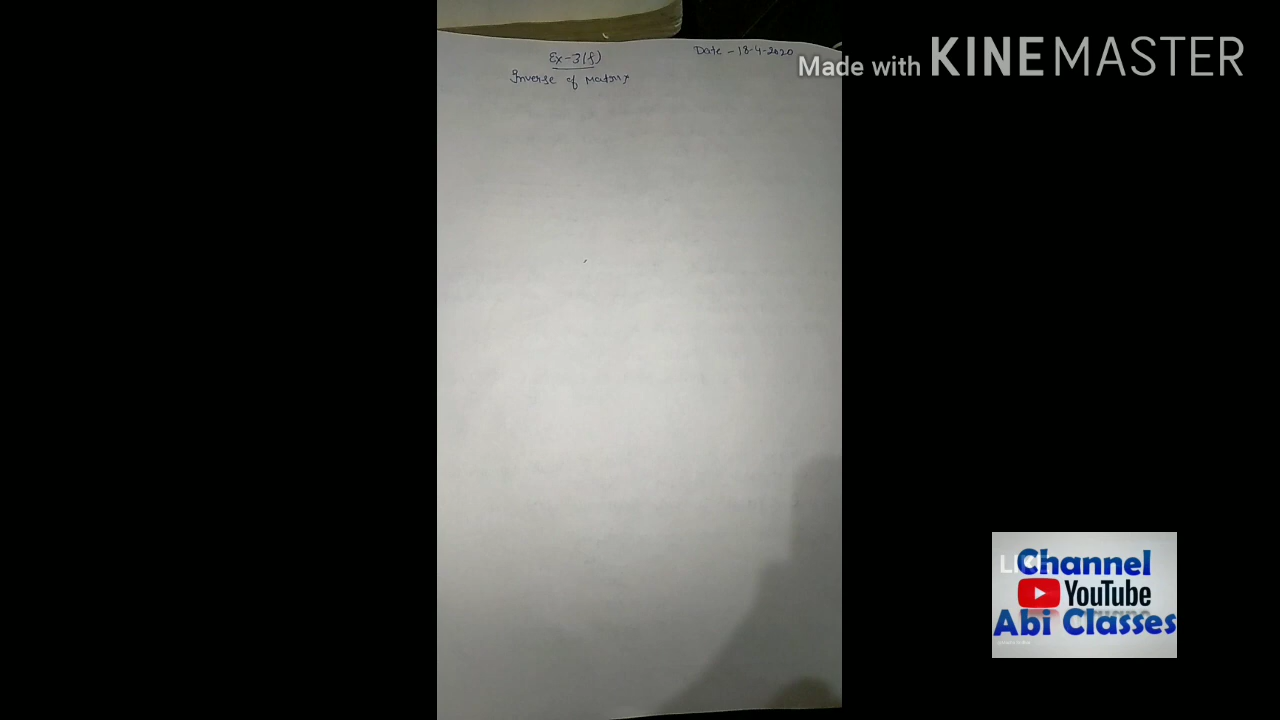 Ex-3(f)
Date - 18-4-2020
Inverse of Matrix
Made with KINEMASTER
Channel
YouTube
Abi Classes